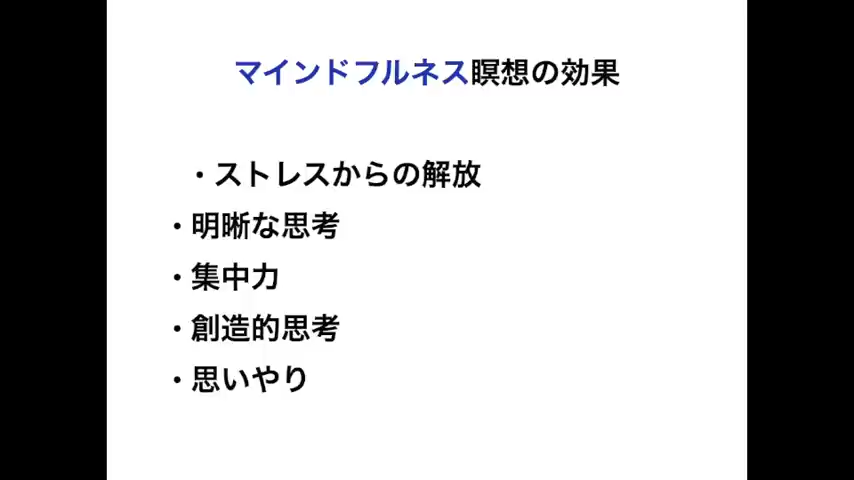 マインドフルネス瞑想の効果
・ストレスからの解放
・明晰な思考
・集中力
・創造的思考
・思いやり